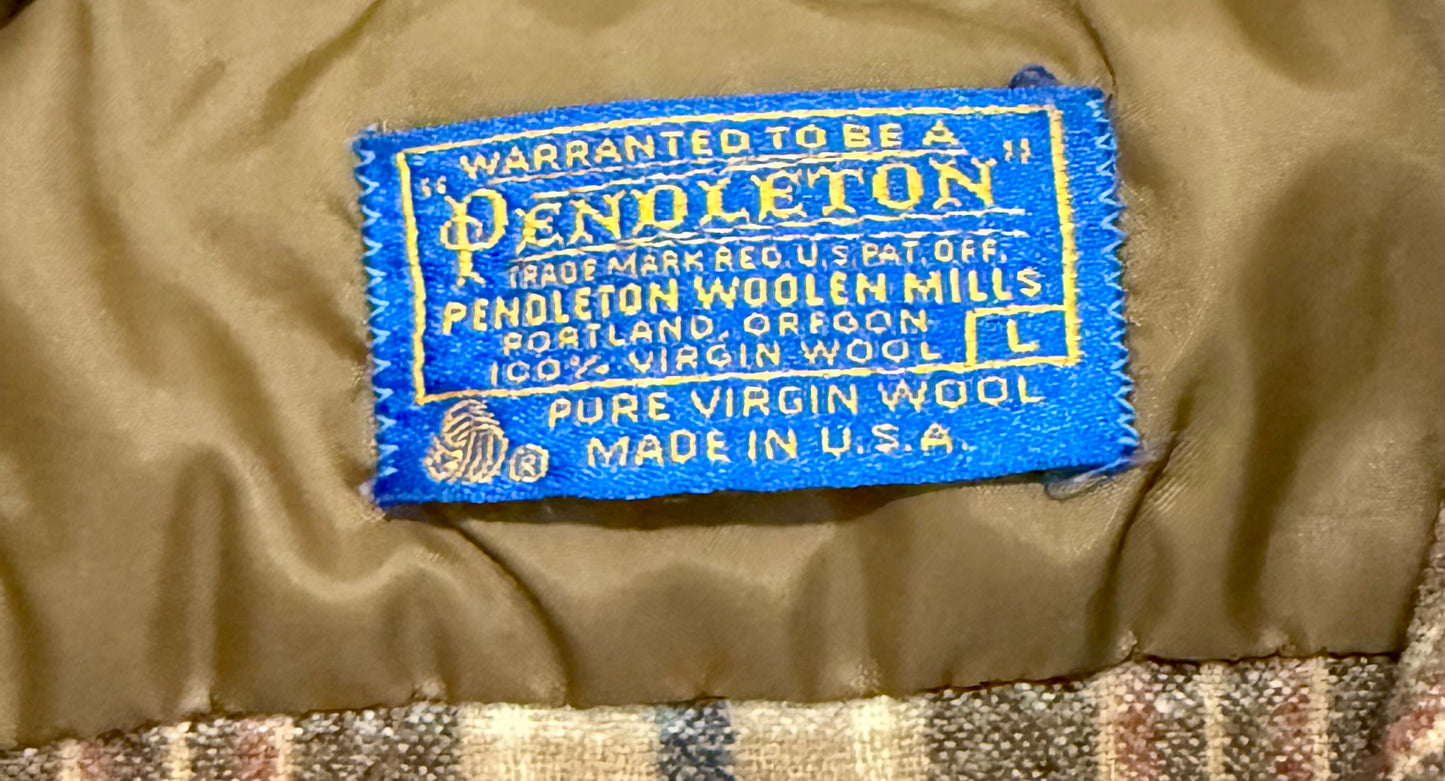 WARRANTED TO BE A
"PENDLETON"
TRADE MARK REG. U.S. PAT. OFF.
PENDLETON WOOLEN MILLS
PORTLAND, OREGON
100% VIRGIN WOOL L
PURE VIRGIN WOOL
® MADE IN U.S.A.